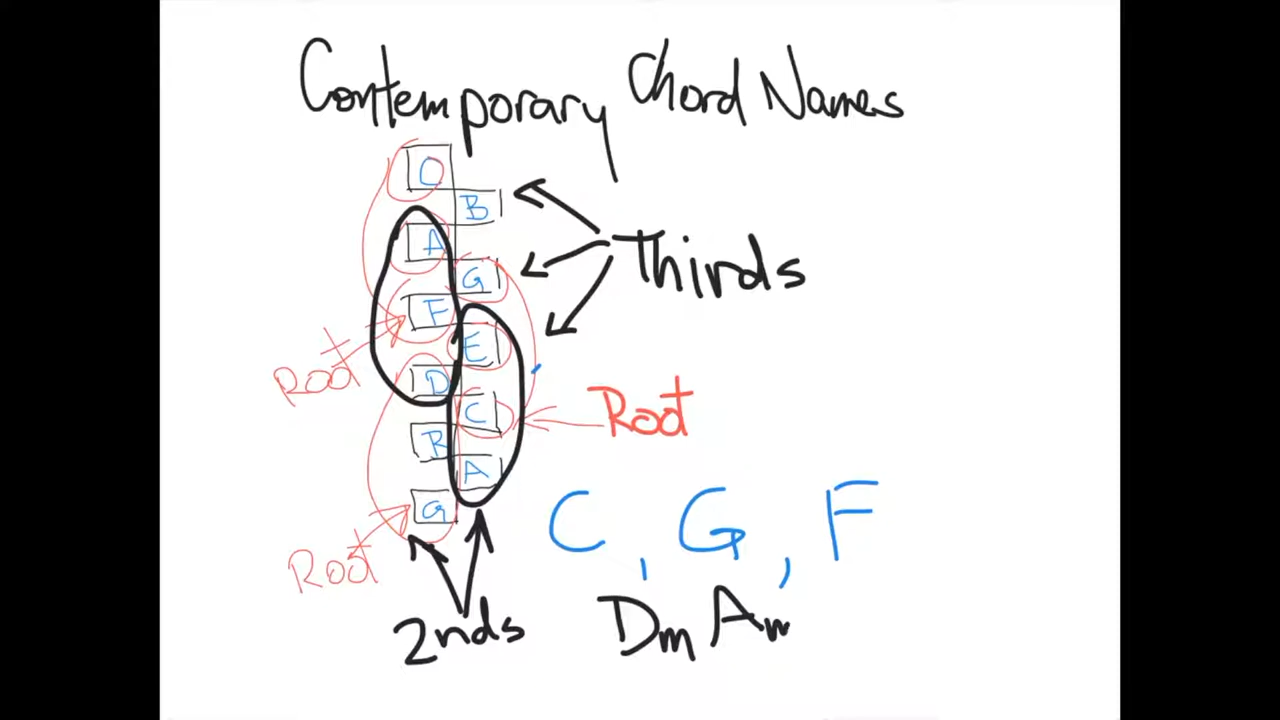 Contemporary Chord Names
C
B
A
G
F
E
D
C
B
A
G
Thirds
Root
Root
Root
C, G, F
Dm Am
2nds